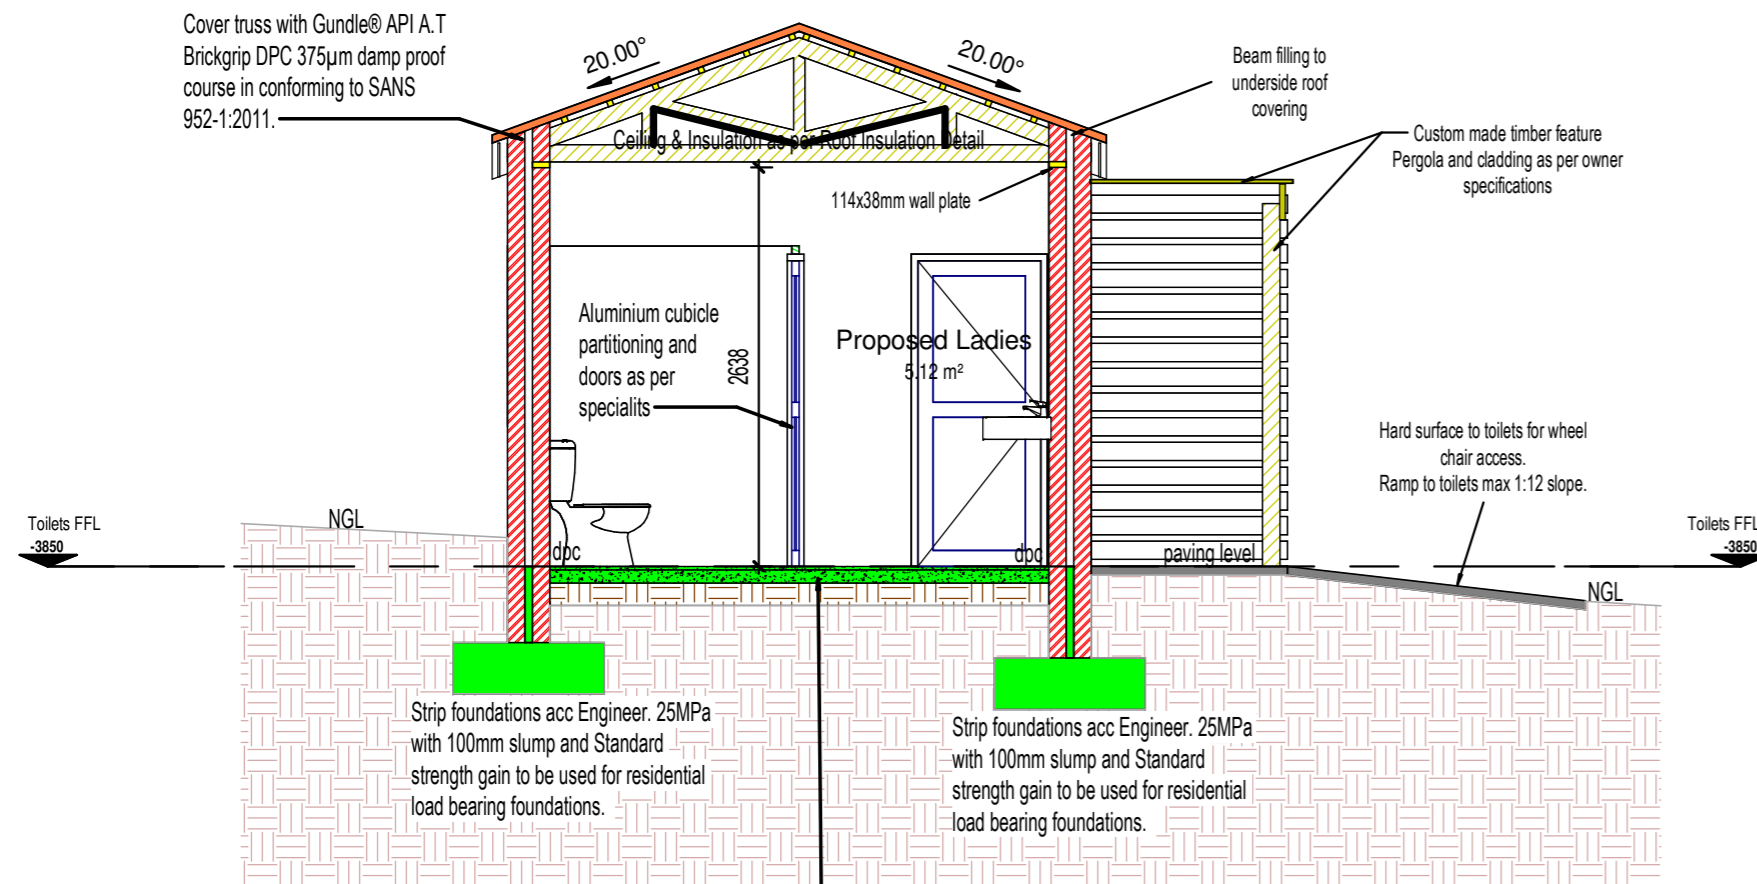 Cover truss with Gundle® API A.T
Brickgrip DPC 375µm damp proof
course in conforming to SANS
952-1:2011.
20.00°
20.00°
Beam filling to
underside roof
covering
Custom made timber feature
Pergola and cladding as per owner
specifications
Ceiling & Insulation as per Roof Insulation Detail
114x38mm wall plate
Aluminium cubicle
partitioning and
doors as per
specialits
2638
Proposed Ladies
5.12 m²
Hard surface to toilets for wheel
chair access.
Ramp to toilets max 1:12 slope.
Toilets FFL
-3850
NGL
dpc
dpc
paving level
Toilets FFL
-3850
NGL
Strip foundations acc Engineer. 25MPa
with 100mm slump and Standard
strength gain to be used for residential
load bearing foundations.
Strip foundations acc Engineer. 25MPa
with 100mm slump and Standard
strength gain to be used for residential
load bearing foundations.